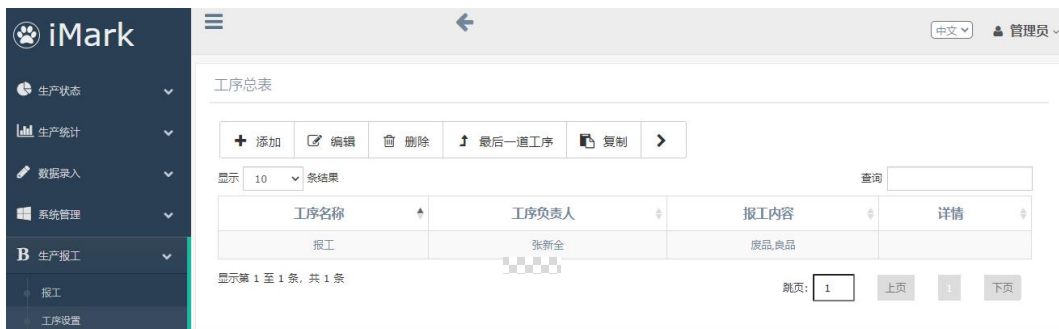 iMark
中文
管理员
生产状态
生产统计
数据录入
系统管理
B 生产报工
报工
工序设置
工序总表
添加 编辑 删除 最后一道工序 复制
显示 10 条结果
查询
工序名称 工序负责人 报工内容 详情
报工 张新全 废品,良品
显示第 1 至 1 条, 共 1 条
跳页: 1 上页 1 下页